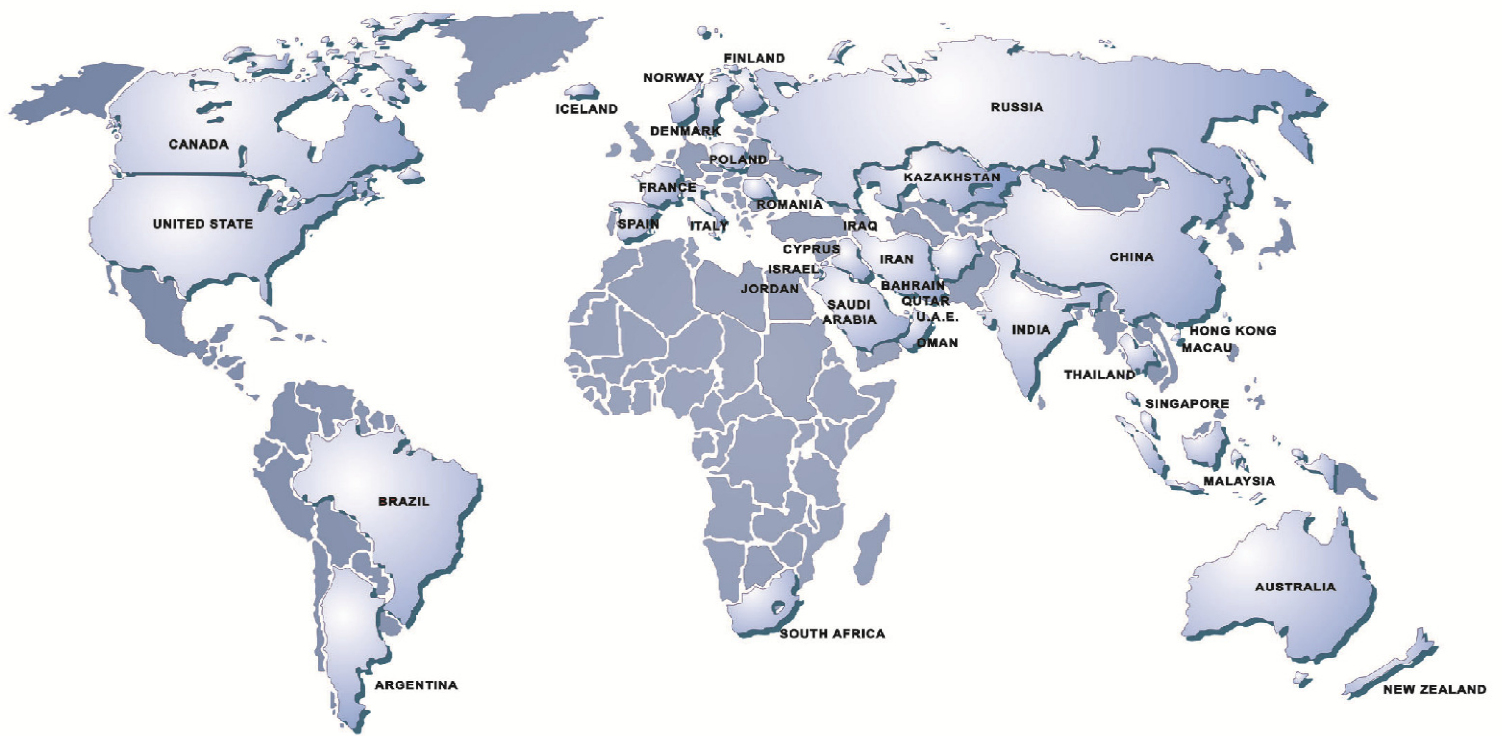 FINLAND
NORWAY
ICELAND
RUSSIA
DENMARK
CANADA
POLAND
KAZAKHSTAN
FRANCE
ROMANIA
UNITED STATE
SPAIN
ITALY
IRAQ
CYPRUS
CHINA
IRAN
ISRAEL
JORDAN
BAHRAIN
QUTAR
SAUDI
ARABIA
U.A.E.
INDIA
HONG KONG
OMAN
MACAU
THAILAND
SINGAPORE
MALAYSIA
BRAZIL
AUSTRALIA
SOUTH AFRICA
ARGENTINA
NEW ZEALAND